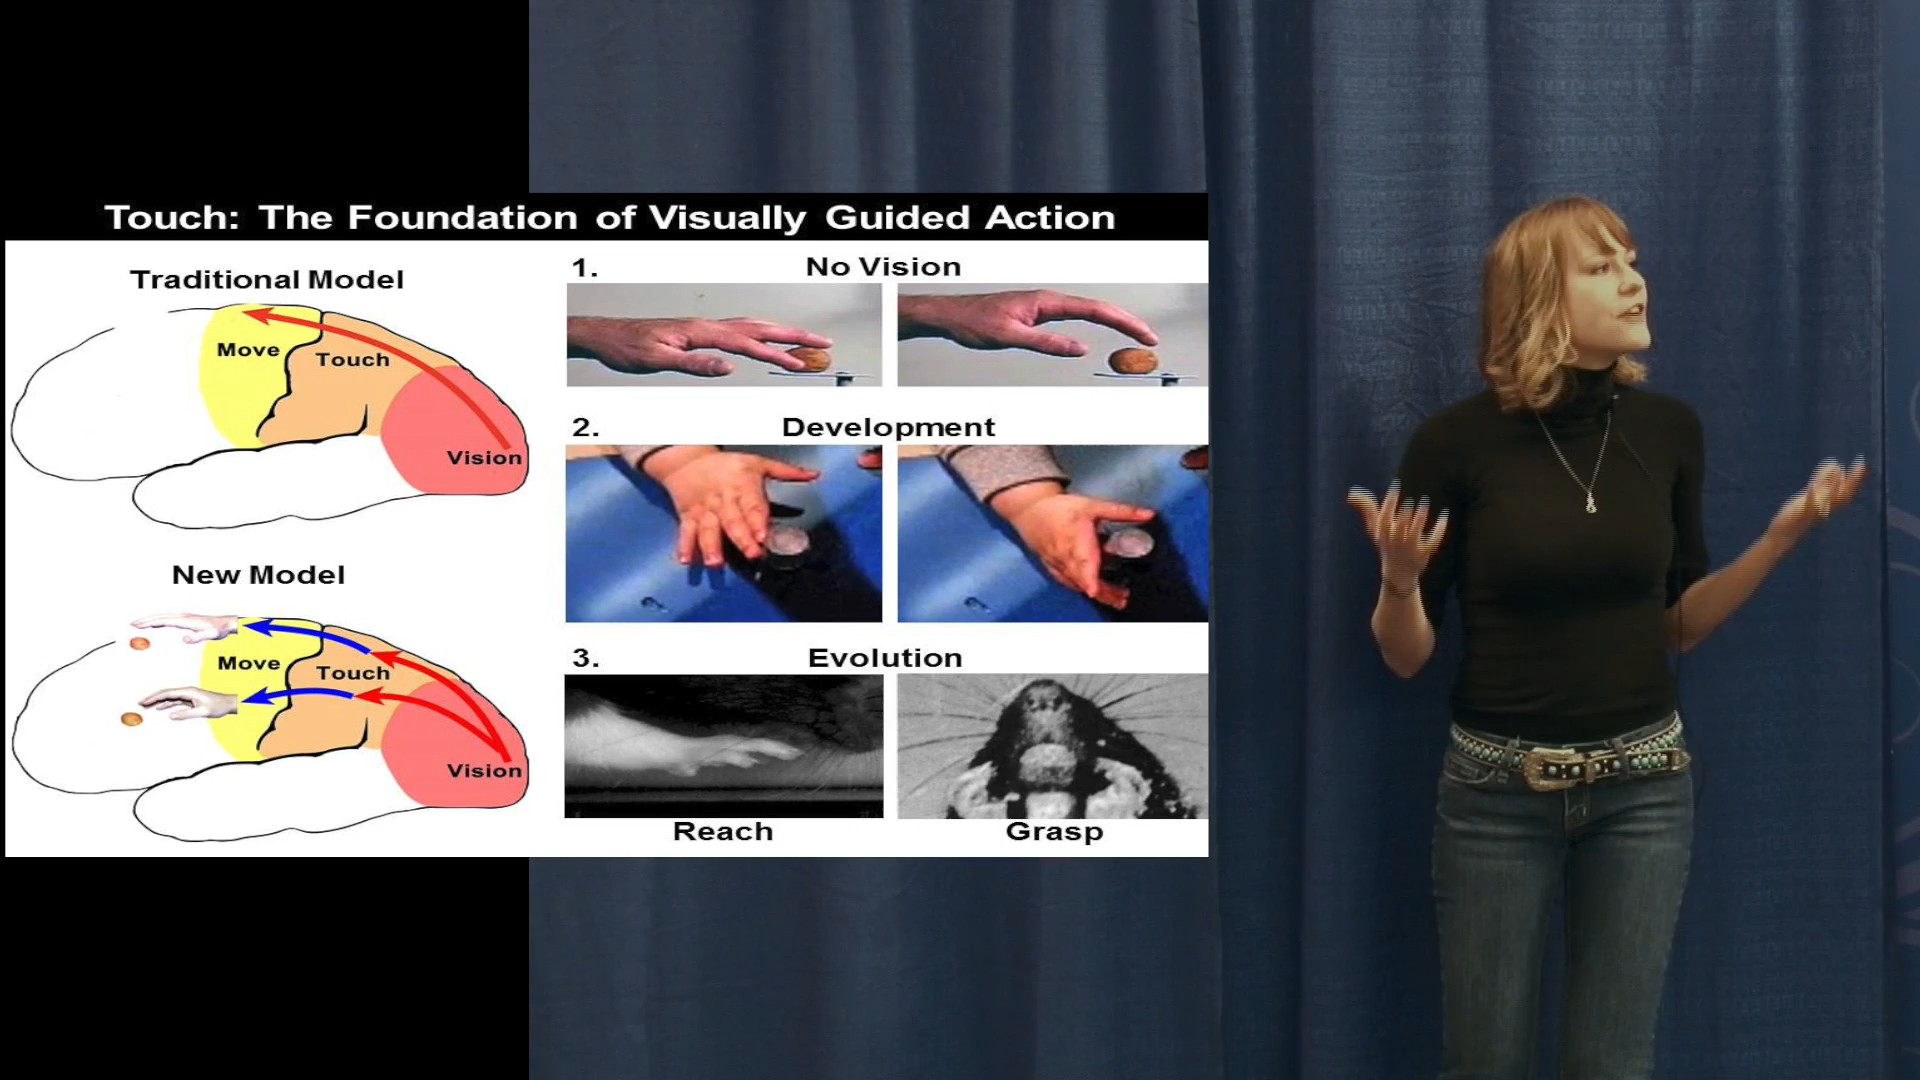 Touch: The Foundation of Visually Guided Action
Traditional Model
Move
Touch
Vision
New Model
Move
Touch
Vision
1. No Vision
2. Development
3. Evolution
Reach
Grasp